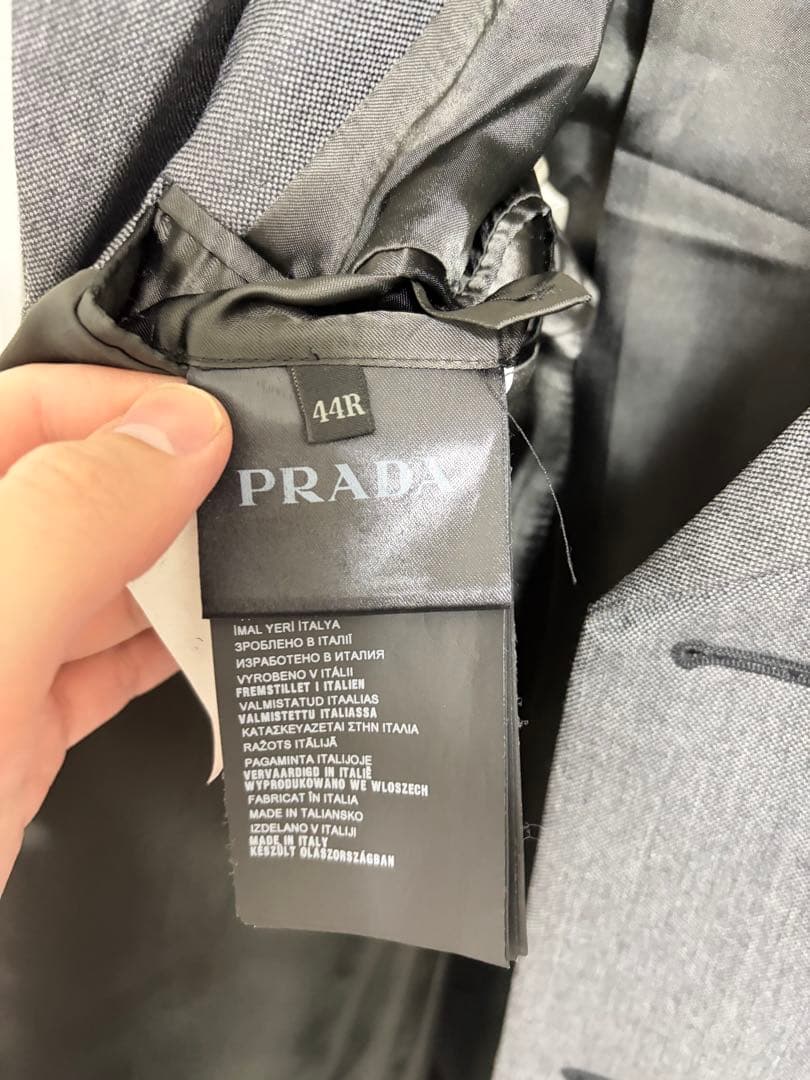 44R
PRADA
IMAL YERİ İTALYA
ЗРОБЛЕНО В ІТАЛІЇ
ИЗРАБОТЕНО В ИТАЛИЯ
VYROBENO V ITÁLII
FREMSTILLET I ITALIEN
VALMISTATUD ITAALIAS
VALMISTETTU ITALIASSA
ΚΑΤΑΣΚΕΥΑΖΕΤΑΙ ΣΤΗΝ ΙΤΑΛΙΑ
RAŽOTS ITĀLIJĀ
PAGAMINTA ITALIJOJE
VERVAARDIGD IN ITALIË
WYPRODUKOWANO WE WLOSZECH
FABRICAT ÎN ITALIA
MADE IN TALIANSKO
IZDELANO V ITALIJI
MADE IN ITALY
KÉSZÜLT OLASZORSZÁGBAN